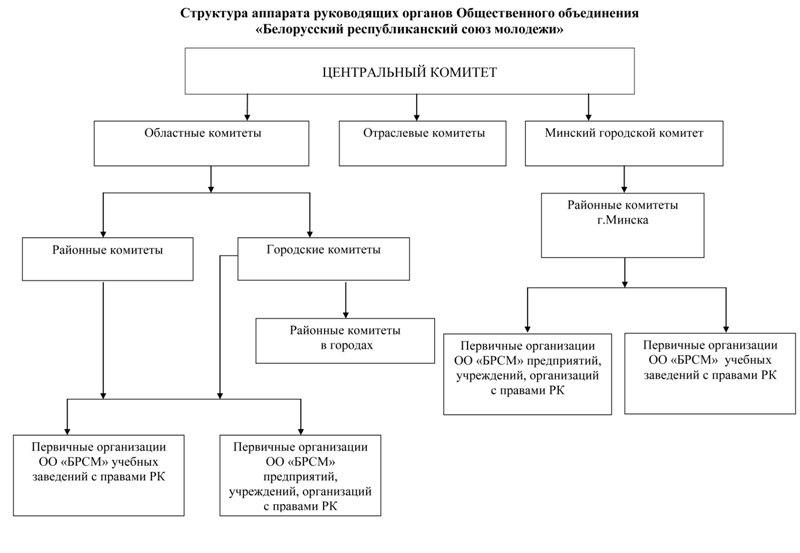 Структура аппарата руководящих органов Общественного объединения
«Белорусский республиканский союз молодежи»
ЦЕНТРАЛЬНЫЙ КОМИТЕТ
Областные комитеты
Отраслевые комитеты
Минский городской комитет
Районные комитеты
г.Минска
Районные комитеты
Городские комитеты
Районные комитеты
в городах
Первичные организации
ОО «БРСМ» предприятий,
учреждений, организаций
с правами РК
Первичные организации
ОО «БРСМ» учебных
заведений с правами РК
Первичные организации
ОО «БРСМ» учебных
заведений с правами РК
Первичные организации
ОО «БРСМ»
предприятий,
учреждений, организаций
с правами РК